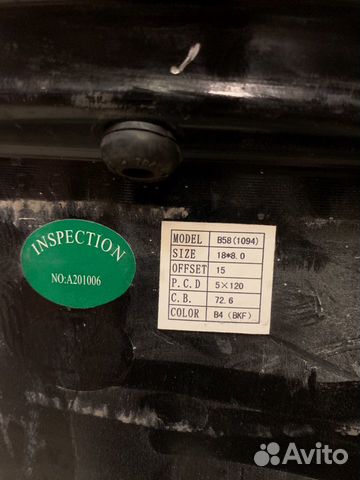 INSPECTION
NO:A201006
MODEL B58(1094)
SIZE 18*8.0
OFFSET 15
P.C.D 5×120
C.B. 72.6
COLOR B4 (BKF)
Avito